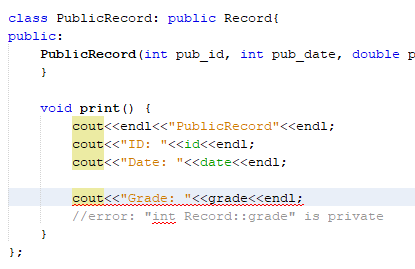 class PublicRecord: public Record{
public:
PublicRecord(int pub_id, int pub_date, double p
}
void print() {
cout<<endl<<"PublicRecord"<<endl;
cout<<"ID: "<<id<<endl;
cout<<"Date: "<<date<<endl;
cout<<"Grade: "<<grade<<endl;
//error: "int Record::grade" is private
}
};